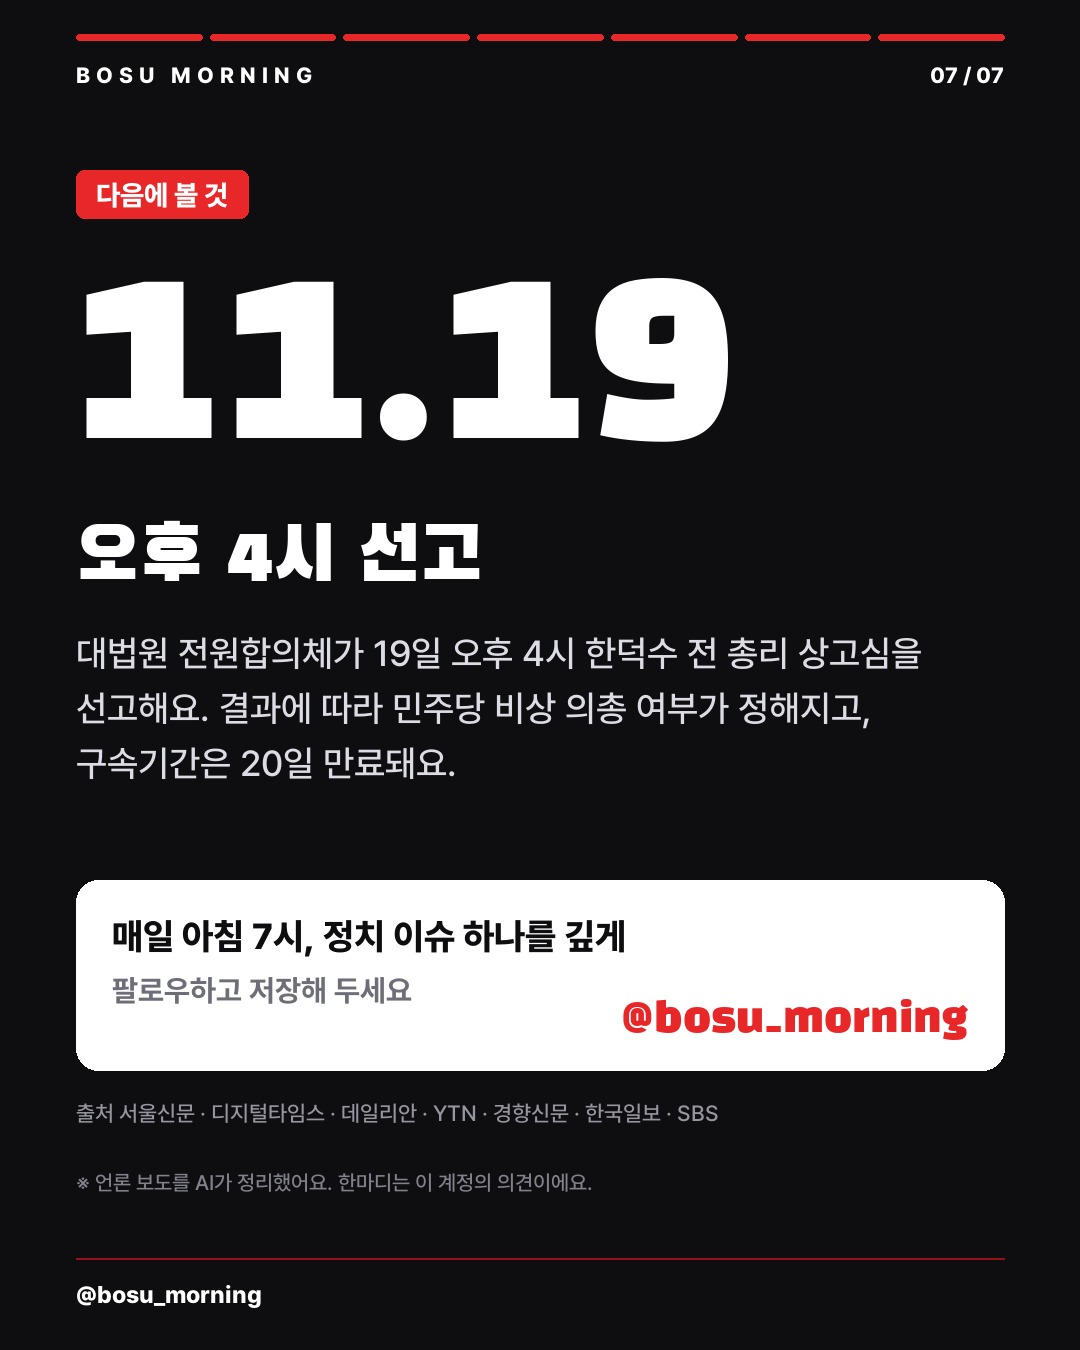 BOSU MORNING
07 / 07
다음에 볼 것
11.19
오후 4시 선고
대법원 전원합의체가 19일 오후 4시 한덕수 전 총리 상고심을
선고해요. 결과에 따라 민주당 비상 의총 여부가 정해지고,
구속기간은 20일 만료돼요.
매일 아침 7시, 정치 이슈 하나를 깊게
팔로우하고 저장해 두세요
@bosu_morning
출처 서울신문 · 디지털타임스 · 데일리안 · YTN · 경향신문 · 한국일보 · SBS
※ 언론 보도를 AI가 정리했어요. 한마디는 이 계정의 의견이에요.
@bosu_morning